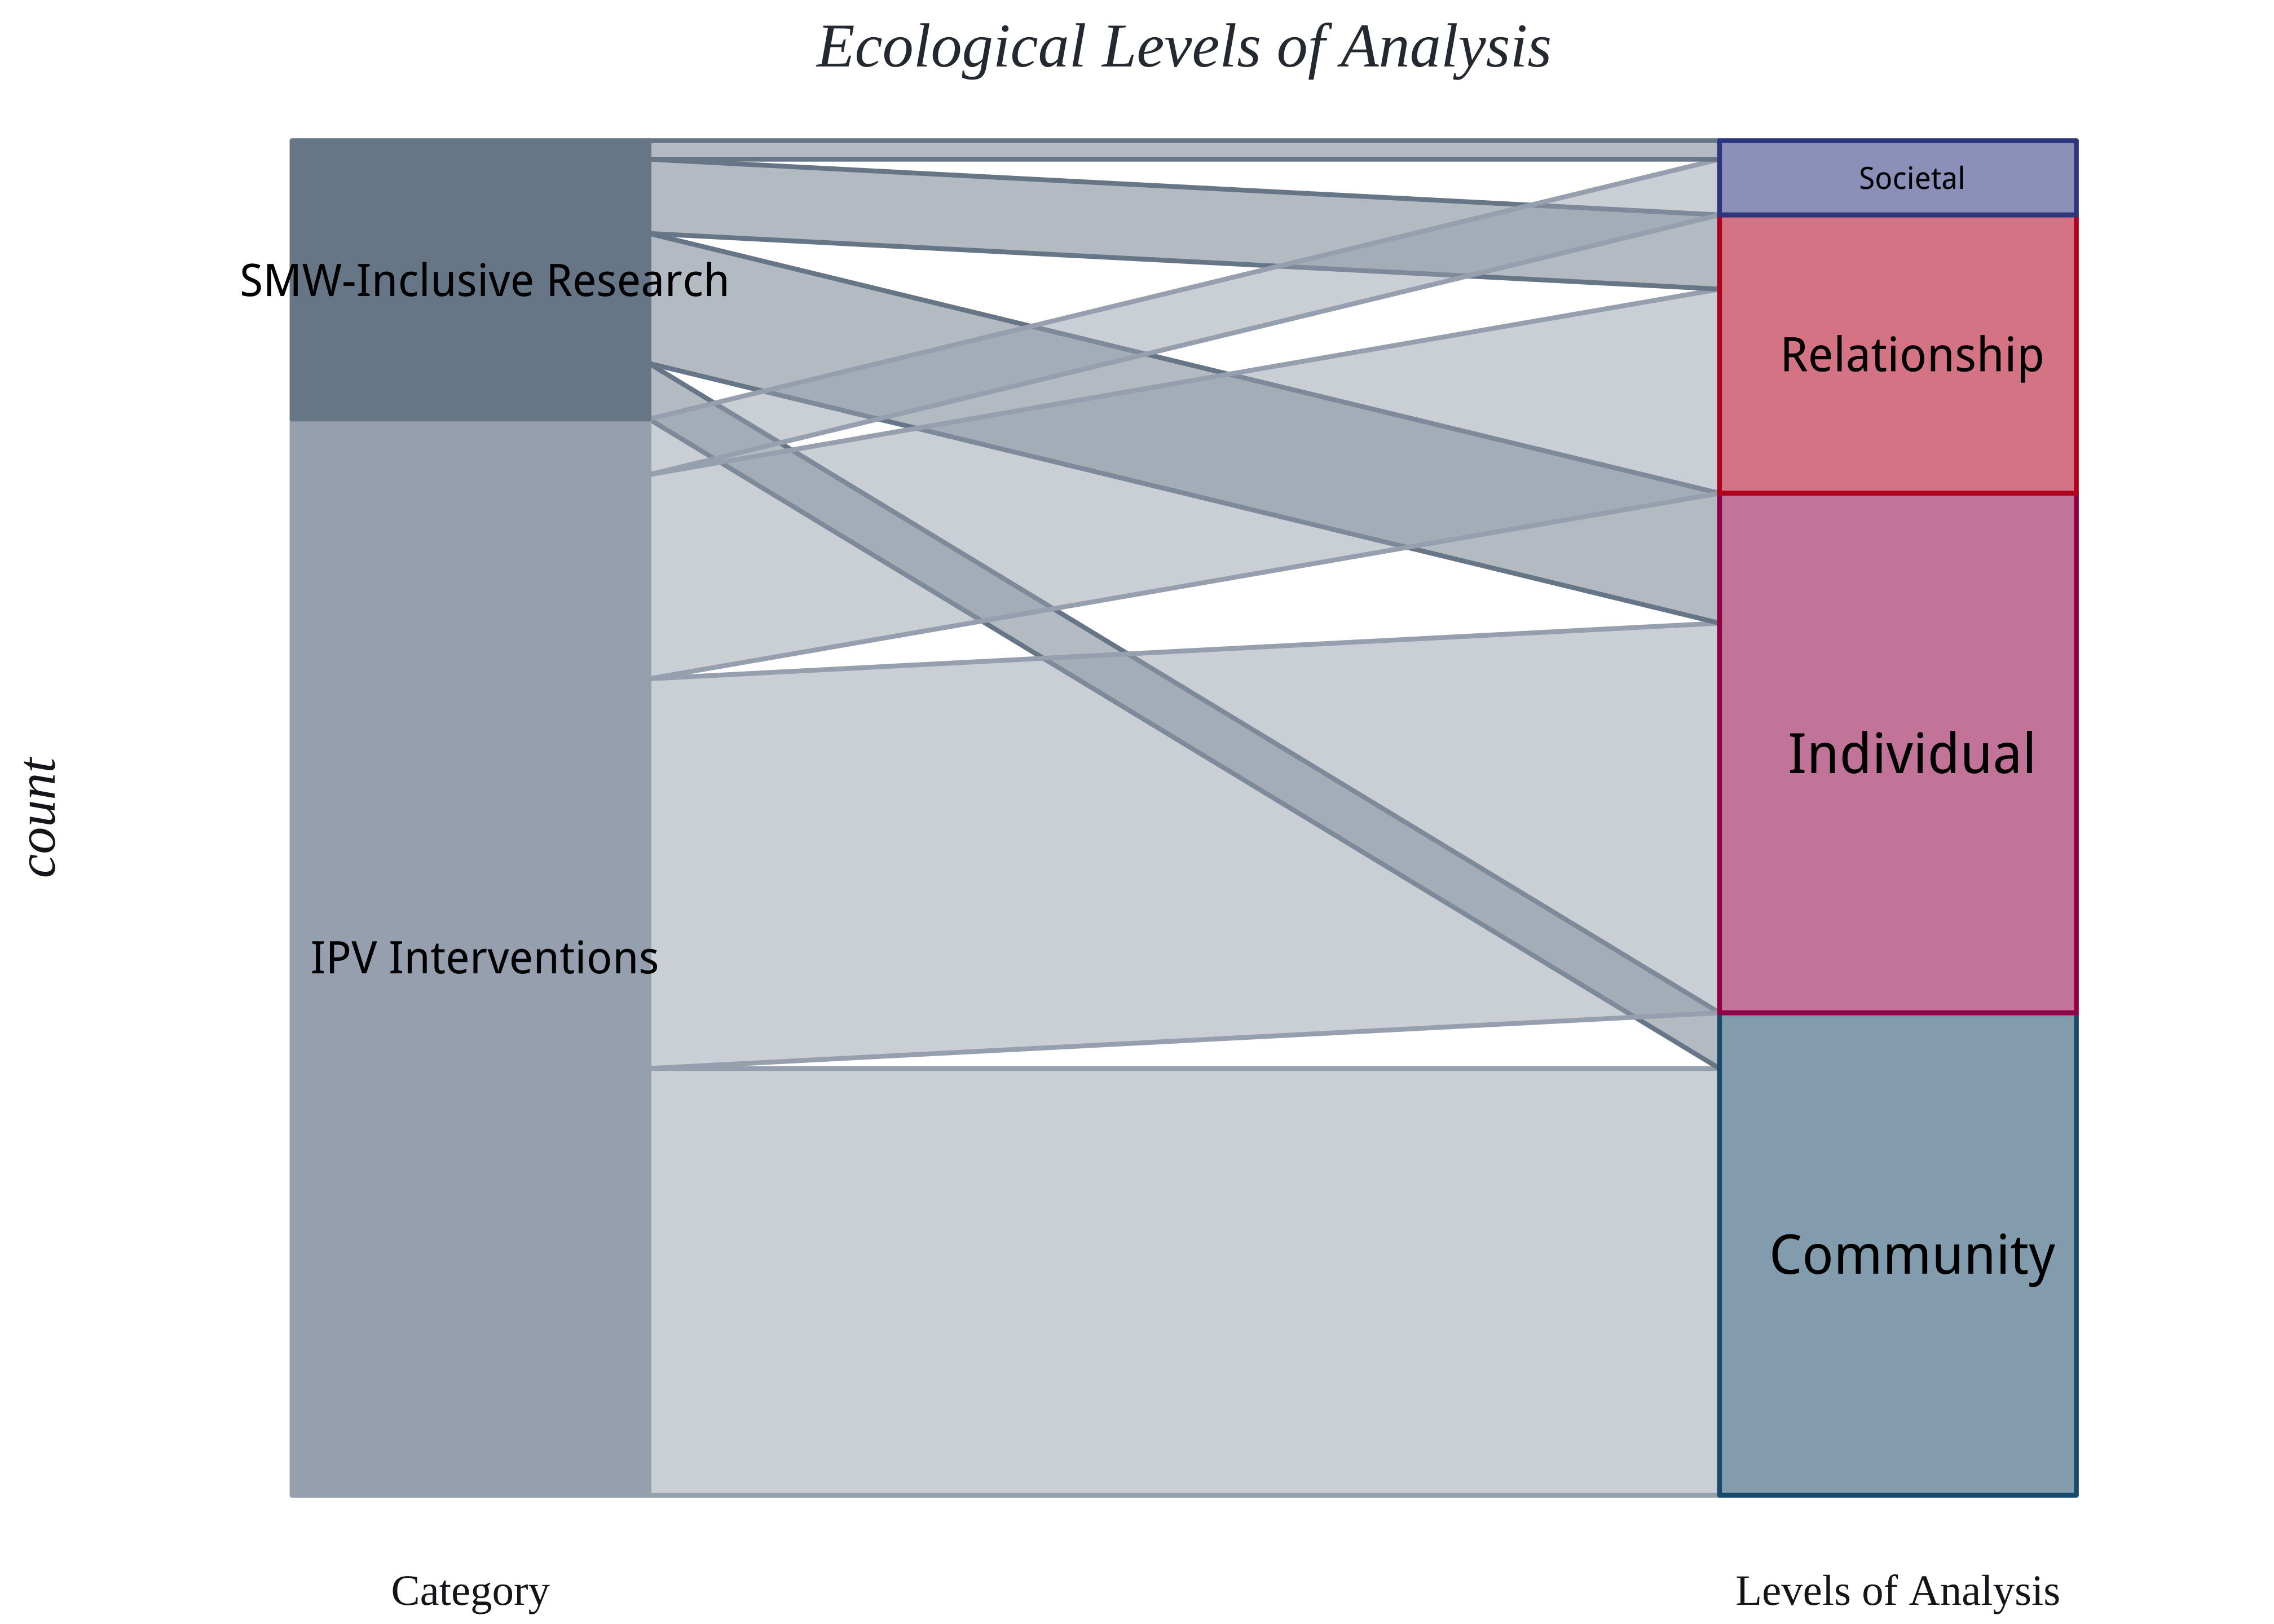 Ecological Levels of Analysis
Societal
SMW-Inclusive Research
Relationship
Individual
count
IPV Interventions
Community
Category
Levels of Analysis